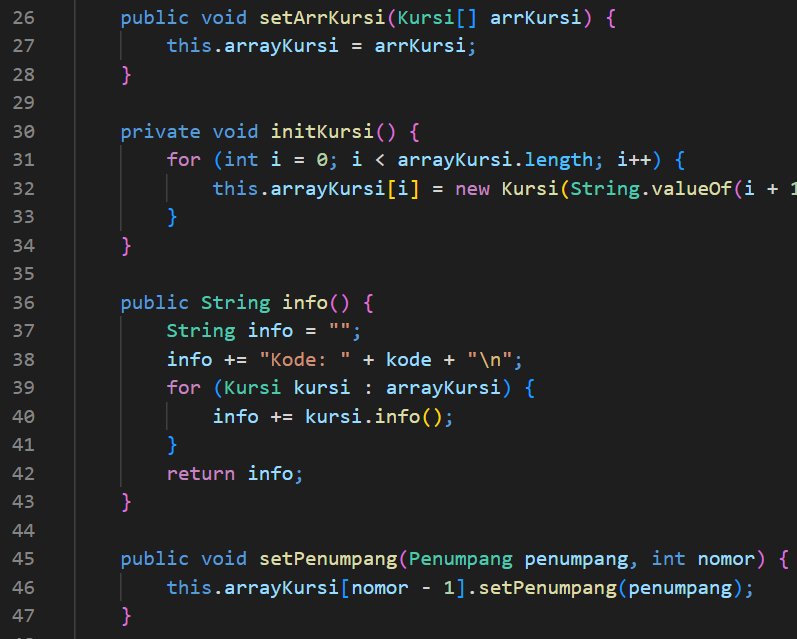 26 public void setArrKursi(Kursi[] arrKursi) {
27 this.arrayKursi = arrKursi;
28 }
29
30 private void initKursi() {
31 for (int i = 0; i < arrayKursi.length; i++) {
32 this.arrayKursi[i] = new Kursi(String.valueOf(i + 1
33 }
34 }
35
36 public String info() {
37 String info = "";
38 info += "Kode: " + kode + "\n";
39 for (Kursi kursi : arrayKursi) {
40 info += kursi.info();
41 }
42 return info;
43 }
44
45 public void setPenumpang(Penumpang penumpang, int nomor) {
46 this.arrayKursi[nomor - 1].setPenumpang(penumpang);
47 }